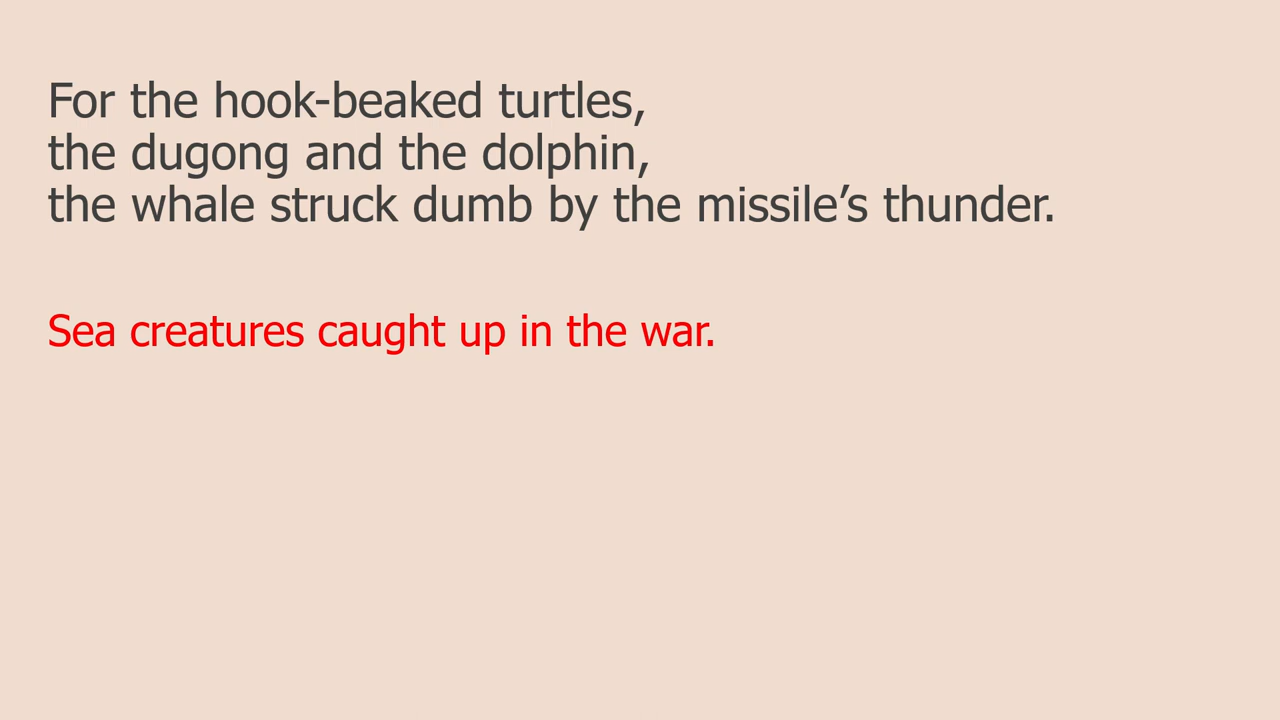 For the hook-beaked turtles,
the dugong and the dolphin,
the whale struck dumb by the missile’s thunder.
Sea creatures caught up in the war.